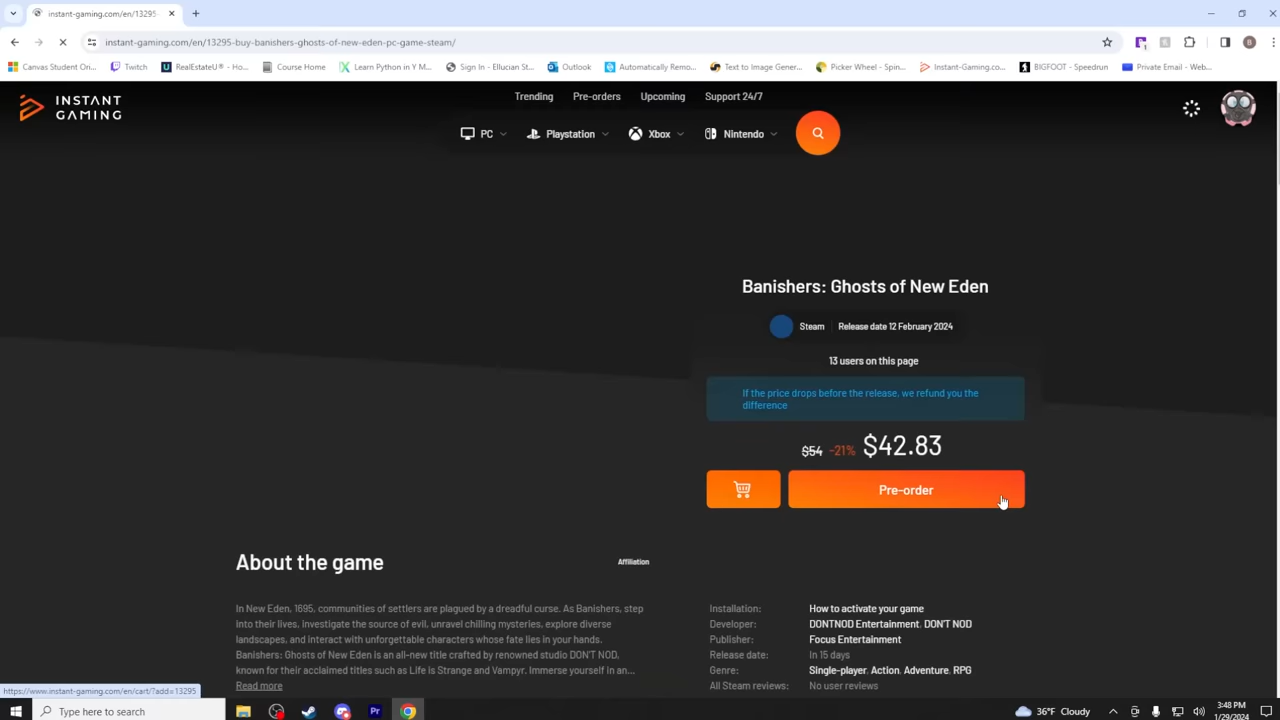 instant-gaming.com/en/13295-
instant-gaming.com/en/13295-buy-banishers-ghosts-of-new-eden-pc-game-steam/
Canvas Student On...
Twitch
RealEstateU® - Ho...
Course Home
Learn Python in Y M...
Sign In - Ellucian St...
Outlook
Automatically Remo...
Text to Image Gener...
Picker Wheel - Spin...
Instant-Gaming.co...
BIGFOOT - Speedrun
Private Email - Web...
INSTANT
GAMING
Trending
Pre-orders
Upcoming
Support 24/7
PC
Playstation
Xbox
Nintendo
Banishers: Ghosts of New Eden
Steam
Release date 12 February 2024
13 users on this page
If the price drops before the release, we refund you the
difference
$54 -21% $42.83
Pre-order
About the game
Affiliation
In New Eden, 1695, communities of settlers are plagued by a dreadful curse. As Banishers, step
into their lives, investigate the source of evil, unravel chilling mysteries, explore diverse
landscapes, and interact with unforgettable characters whose fate lies in your hands.
Banishers: Ghosts of New Eden is an all-new title crafted by renowned studio DON'T NOD,
known for their acclaimed titles such as Life is Strange and Vampyr. Immerse yourself in an...
Read more
Installation: How to activate your game
Developer: DONTNOD Entertainment, DON'T NOD
Publisher: Focus Entertainment
Release date: In 15 days
Genre: Single-player, Action, Adventure, RPG
All Steam reviews: No user reviews
https://www.instant-gaming.com/en/cart/?add=13295
Type here to search
Pr
36°F Cloudy
3:48 PM
1/29/2024